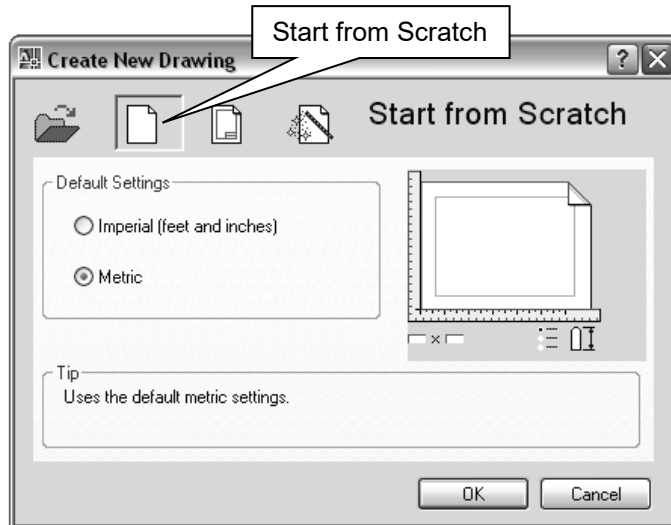 Start from Scratch
Create New Drawing
Start from Scratch
Default Settings
Imperial (feet and inches)
Metric
Tip
Uses the default metric settings.
OK
Cancel